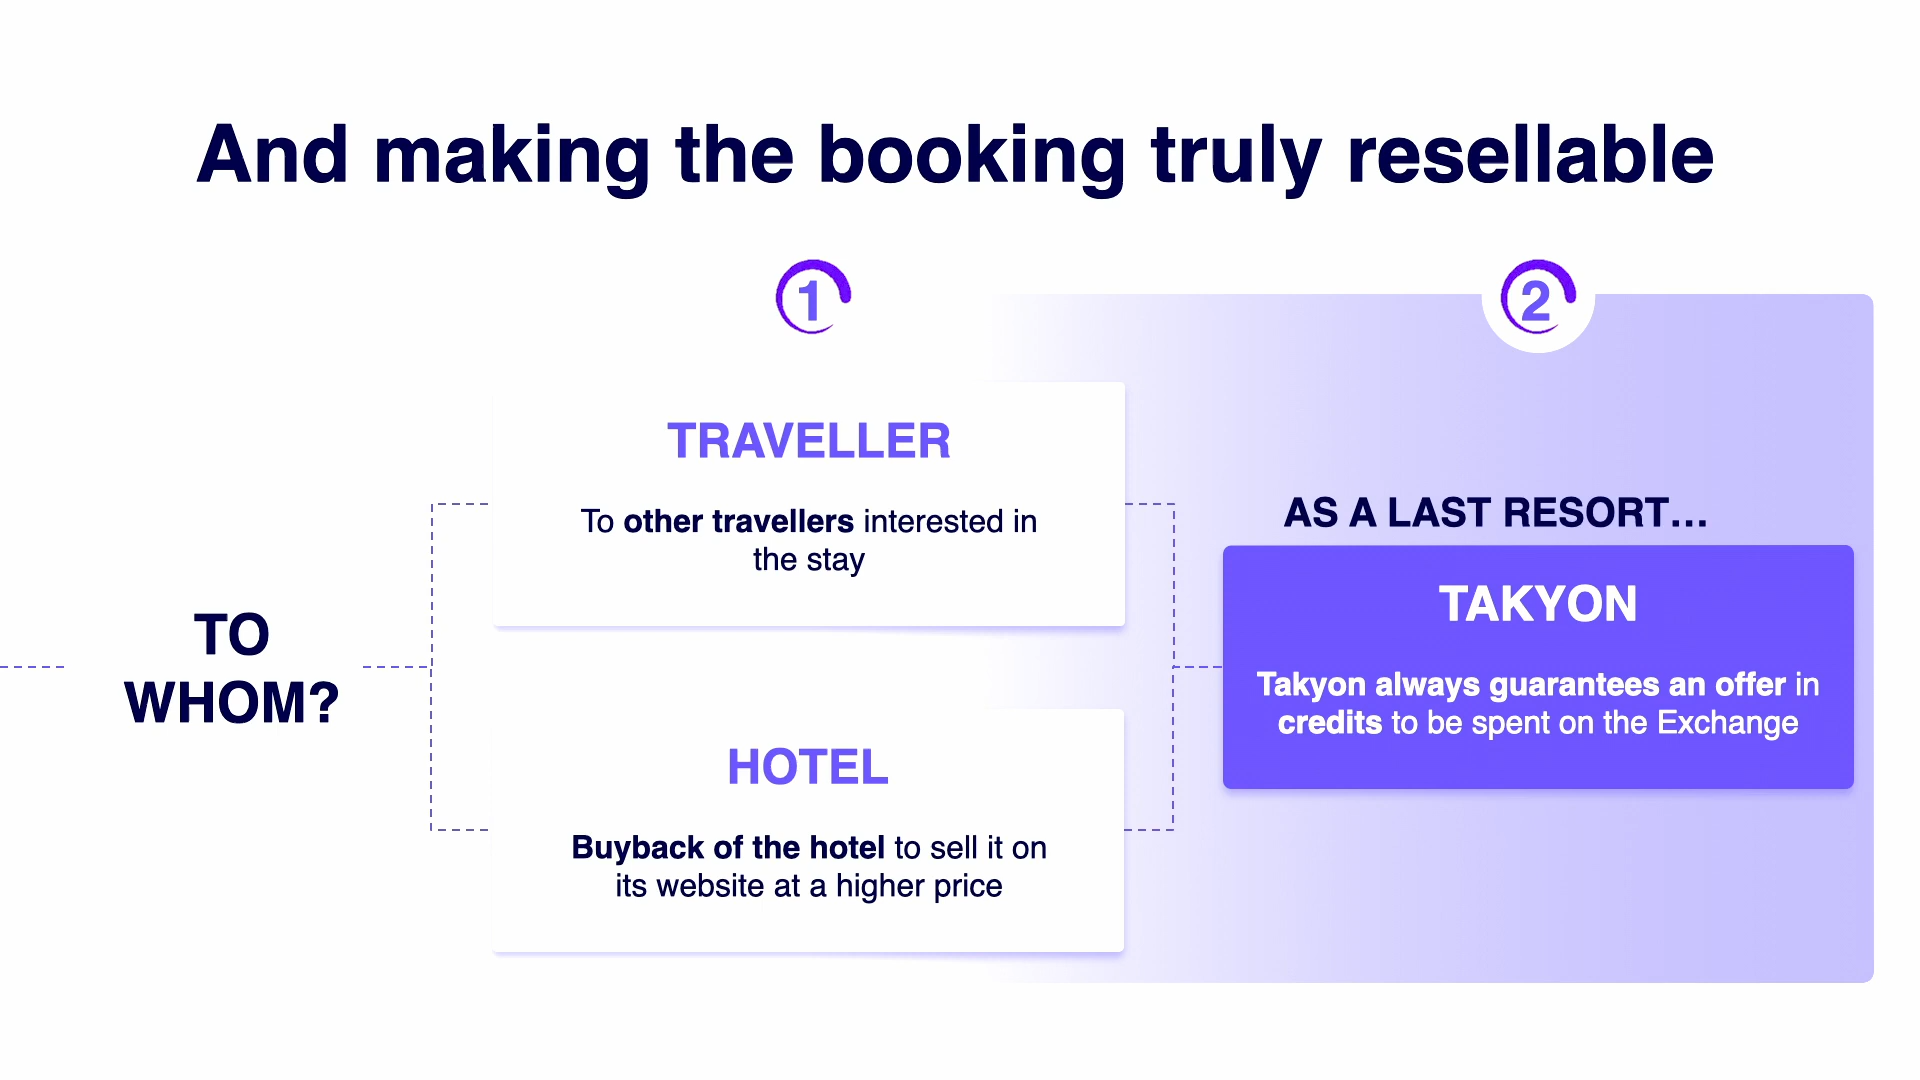 And making the booking truly resellable
1
2
TO
WHOM?
TRAVELLER
To other travellers interested in
the stay
HOTEL
Buyback of the hotel to sell it on
its website at a higher price
AS A LAST RESORT...
TAKYON
Takyon always guarantees an offer in
credits to be spent on the Exchange